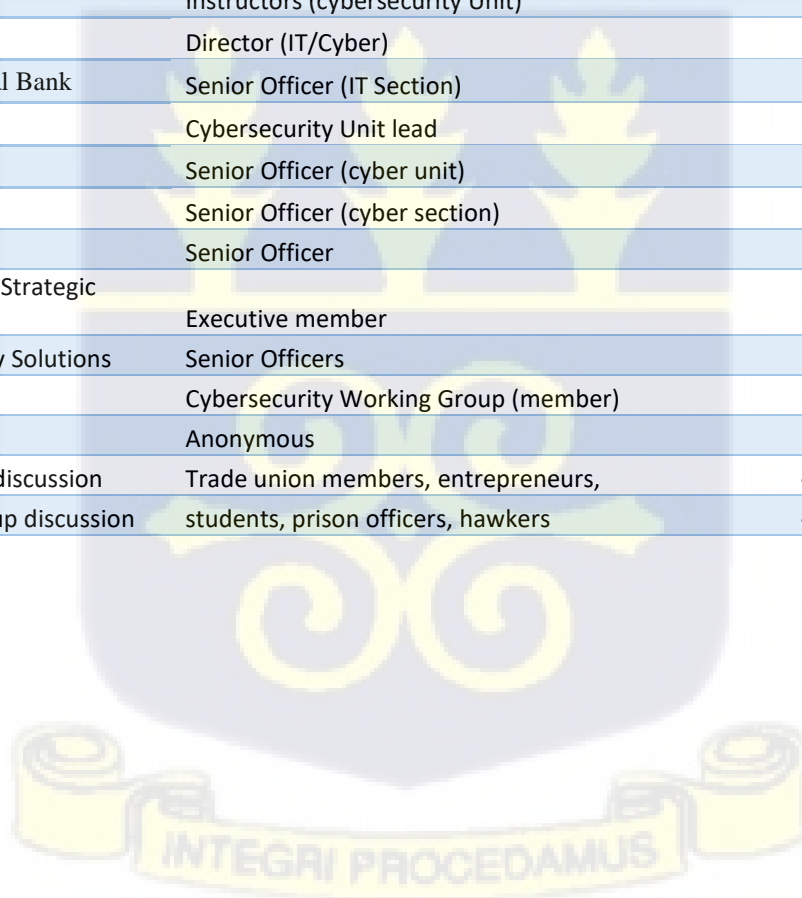 Instructors (cybersecurity Unit)
Director (IT/Cyber)
Bank Senior Officer (IT Section)
Cybersecurity Unit lead
Senior Officer (cyber unit)
Senior Officer (cyber section)
Senior Officer
Strategic
Executive member
Solutions Senior Officers
Cybersecurity Working Group (member)
Anonymous
discussion Trade union members, entrepreneurs,
discussion students, prison officers, hawkers
INTEGRI PROCEDAMUS